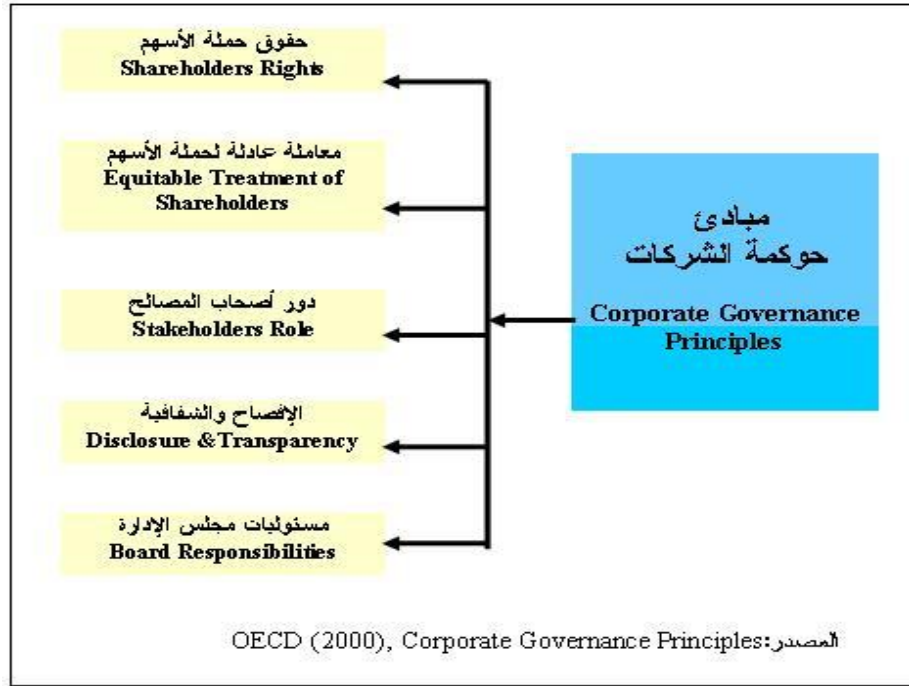 حقوق حملة الأسهم
Shareholders Rights
معاملة عادلة لحملة الأسهم
Equitable Treatment of
Shareholders
دور أصحاب المصالح
Stakeholders Role
الإفصاح والشفافية
Disclosure &Transparency
مسئوليات مجلس الإدارة
Board Responsibilities
مبادئ
حوكمة الشركات
Corporate Governance
Principles
المصدر:OECD (2000), Corporate Governance Principles